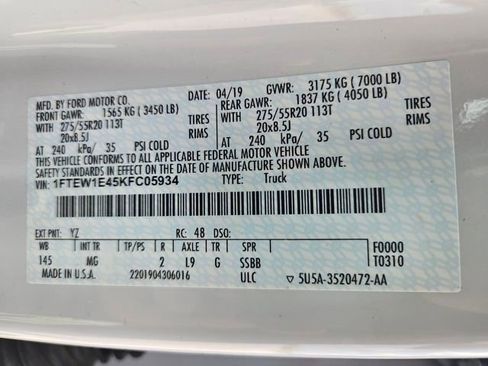 MFD. BY FORD MOTOR CO. 04/19 GVWR: 3175 KG ( 7000 LB)
FRONT GAWR: 1565 KG ( 3450 LB) REAR GAWR: 1837 KG ( 4050 LB)
WITH 275/55R20 113T TIRES WITH 275/55R20 113T TIRES
20x8.5J RIMS 20x8.5J RIMS
AT 240 kPa/ 35 PSI COLD AT 240 kPa/ 35 PSI COLD
THIS VEHICLE CONFORMS TO ALL APPLICABLE FEDERAL MOTOR VEHICLE
SAFETY STANDARDS IN EFFECT ON THE DATE OF MANUFACTURE SHOWN ABOVE.
VIN: 1FTEW1E45KFC05934 TYPE: Truck
EXT PNT: YZ RC: 48 DSO:
WB INT TR TP/PS R AXLE TR SPR F0000
145 MG 2 L9 G SSBB T0310
MADE IN U.S.A. 2201904306016 ULC 5U5A-3520472-AA